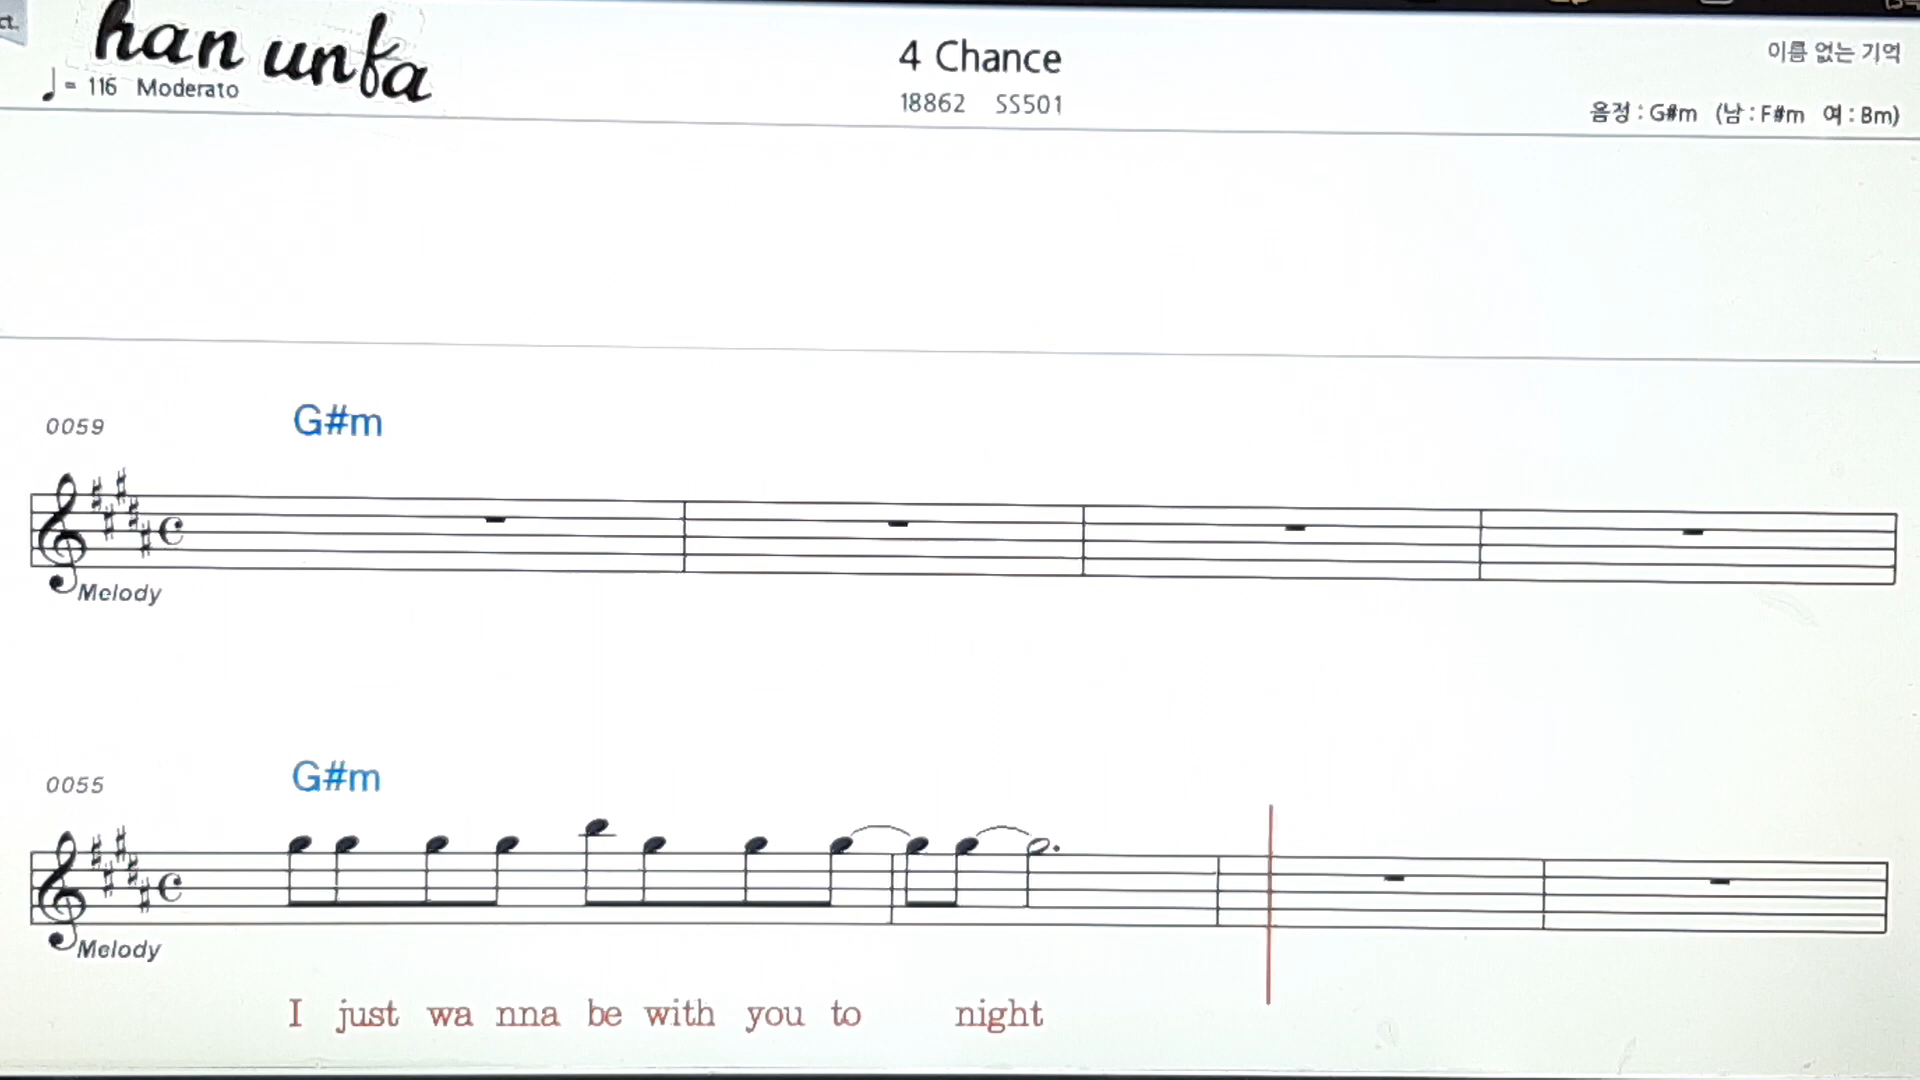 ct.
han unfa
♩= 116 Moderato
4 Chance
18862 SS501
이름 없는 기억
음정 : G#m (남 : F#m 여 : Bm)
0059
G#m
Melody
0055
G#m
Melody
I just wa nna be with you to night